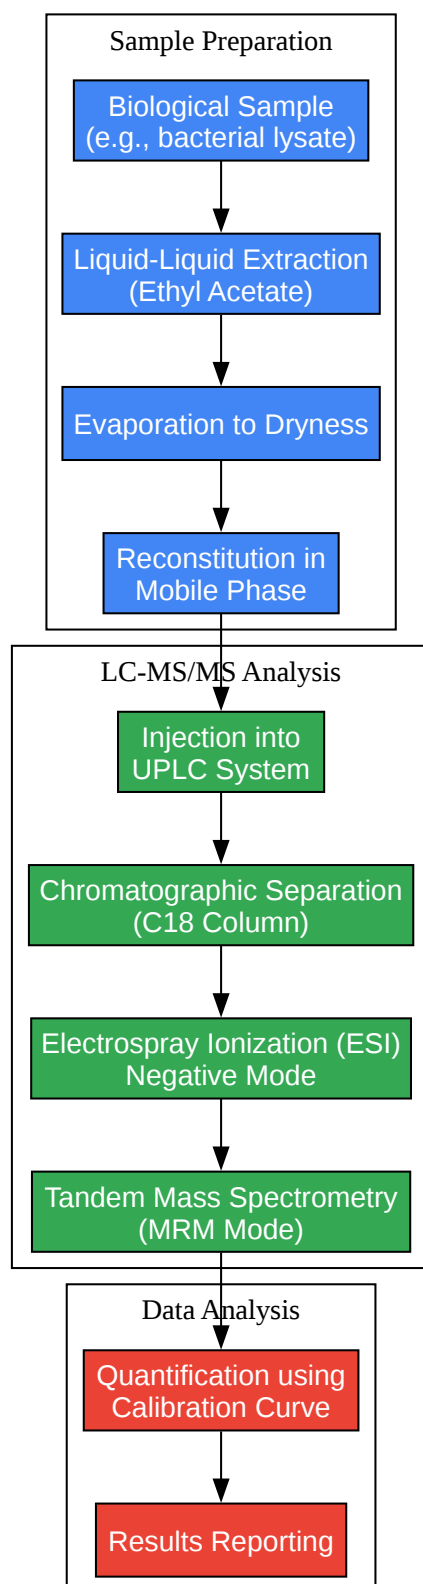 Sample Preparation
Biological Sample
(e.g., bacterial lysate)
Liquid-Liquid Extraction
(Ethyl Acetate)
Evaporation to Dryness
Reconstitution in
Mobile Phase
LC-MS/MS Analysis
Injection into
UPLC System
Chromatographic Separation
(C18 Column)
Electrospray Ionization (ESI)
Negative Mode
Tandem Mass Spectrometry
(MRM Mode)
Data Analysis
Quantification using
Calibration Curve
Results Reporting